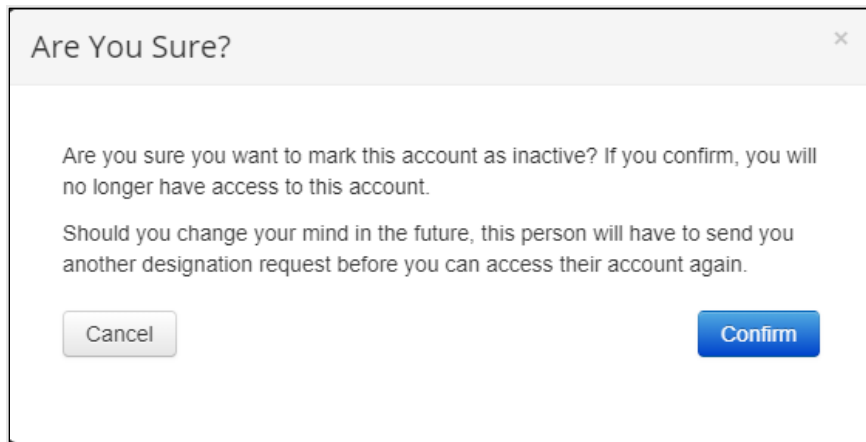 Are You Sure?
×
Are you sure you want to mark this account as inactive? If you confirm, you will
no longer have access to this account.
Should you change your mind in the future, this person will have to send you
another designation request before you can access their account again.
Cancel
Confirm